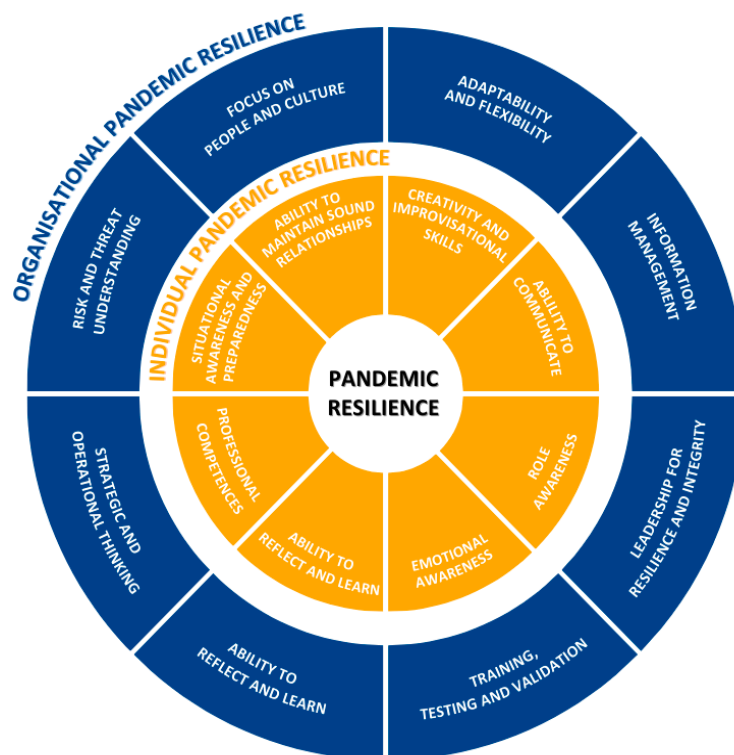 ORGANISATIONAL PANDEMIC RESILIENCE
FOCUS ON
PEOPLE AND CULTURE
ADAPTABILITY
AND FLEXIBILITY
INFORMATION
MANAGEMENT
LEADERSHIP FOR
RESILIENCE AND INTEGRITY
TRAINING,
TESTING AND VALIDATION
ABILITY TO
REFLECT AND LEARN
STRATEGIC AND
OPERATIONAL THINKING
RISK AND THREAT
UNDERSTANDING
INDIVIDUAL PANDEMIC RESILIENCE
ABILITY TO
MAINTAIN SOUND
RELATIONSHIPS
CREATIVITY AND
IMPROVISATIONAL
SKILLS
ABLILITY TO
COMMUNICATE
ROLE
AWARENESS
EMOTIONAL
AWARENESS
ABILITY TO
REFLECT AND LEARN
PROFESSIONAL
COMPETENCES
SITUATIONAL
AWARENESS AND
PREPAREDNESS
PANDEMIC
RESILIENCE